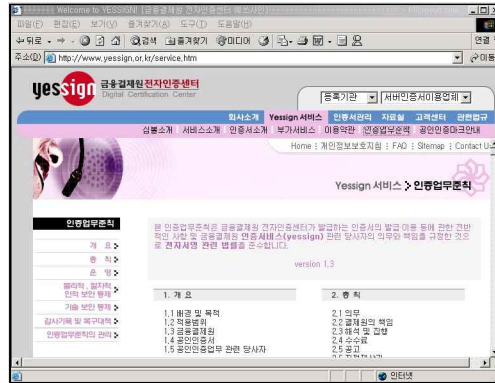 Welcome to YESSIGN!
파일(F) 편집(E) 보기(V) 즐겨찾기(A) 도구(T) 도움말(H)
뒤로 검색 즐겨찾기 미디어
연결
주소(D) http://www.yessign.or.kr/service.htm 이동
yessign 금융결제원 전자인증센터
Digital Certification Center
등록기관 서버인증서이용업체
회사소개 Yessign 서비스 인증서관리 자료실 고객센터 관련법규
심볼소개 서비스소개 인증서소개 부가서비스 이용약관 인증업무준칙 공인인증마크안내
Home | 개인정보보호지침 | FAQ | Sitemap | Contact Us
Yessign 서비스 > 인증업무준칙
인증업무준칙
개 요
총 칙
운 영
물리적, 절차적
인적 보안 통제
기술 보안 통제
감사기록 및 복구대책
인증업무준칙의 관리
본 인증업무준칙은 금융결제원 전자인증센터가 발급하는 인증서의 발급 이용 등에 관한 전반
적인 사항 및 금융결제원 인증서비스(yessign) 관련 당사자의 의무와 책임을 규정한 것으
로 전자서명 관련 법률을 준수합니다.
version 1.3
1. 개 요
1.1 배경 및 목적
1.2 적용범위
1.3 금융결제원
1.4 공인인증서
1.5 공인인증업무 관련 당사자
2. 총 칙
2.1 의무
2.2 결제원의 책임
2.3 해석 및 집행
2.4 수수료
2.5 공고
인터넷